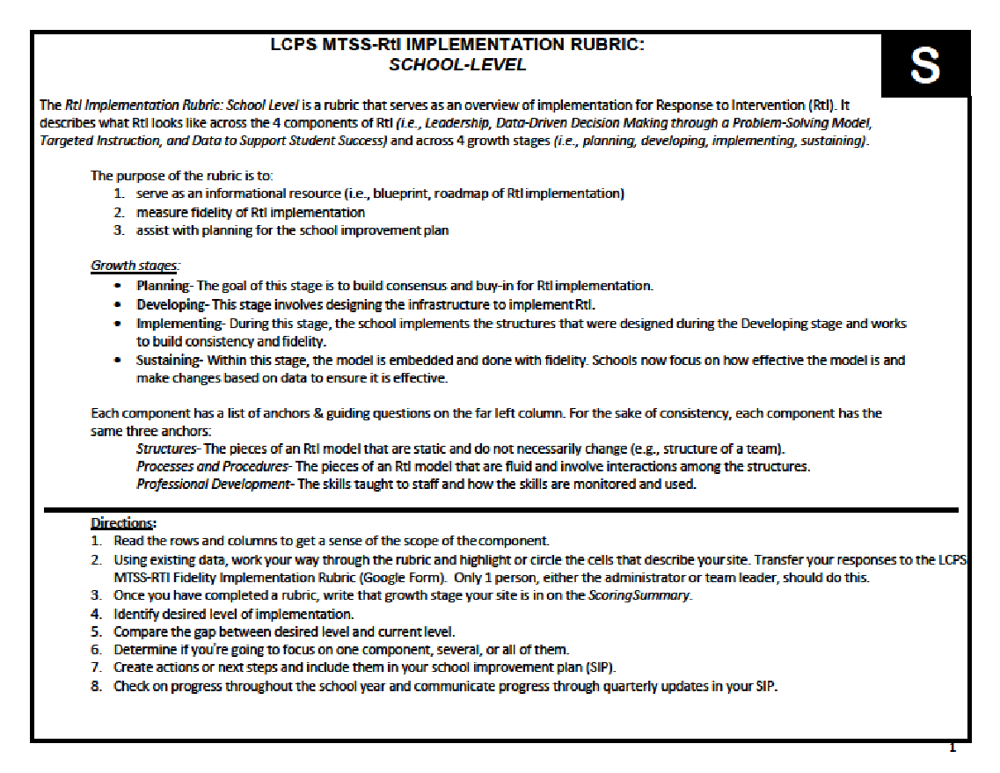 LCPS MTSS-RtI IMPLEMENTATION RUBRIC:
SCHOOL-LEVEL
S
The RtI Implementation Rubric: School Level is a rubric that serves as an overview of implementation for Response to Intervention (RtI). It
describes what RtI looks like across the 4 components of RtI (i.e., Leadership, Data-Driven Decision Making through a Problem-Solving Model,
Targeted Instruction, and Data to Support Student Success) and across 4 growth stages (i.e., planning, developing, implementing, sustaining).
The purpose of the rubric is to:
1. serve as an informational resource (i.e., blueprint, roadmap of RtI implementation)
2. measure fidelity of RtI implementation
3. assist with planning for the school improvement plan
Growth stages:
• Planning- The goal of this stage is to build consensus and buy-in for RtI implementation.
• Developing- This stage involves designing the infrastructure to implement RtI.
• Implementing- During this stage, the school implements the structures that were designed during the Developing stage and works
to build consistency and fidelity.
• Sustaining- Within this stage, the model is embedded and done with fidelity. Schools now focus on how effective the model is and
make changes based on data to ensure it is effective.
Each component has a list of anchors & guiding questions on the far left column. For the sake of consistency, each component has the
same three anchors:
Structures- The pieces of an RtI model that are static and do not necessarily change (e.g., structure of a team).
Processes and Procedures- The pieces of an RtI model that are fluid and involve interactions among the structures.
Professional Development- The skills taught to staff and how the skills are monitored and used.
Directions:
1. Read the rows and columns to get a sense of the scope of the component.
2. Using existing data, work your way through the rubric and highlight or circle the cells that describe your site. Transfer your responses to the LCPS
MTSS-RTI Fidelity Implementation Rubric (Google Form). Only 1 person, either the administrator or team leader, should do this.
3. Once you have completed a rubric, write that growth stage your site is in on the Scoring Summary.
4. Identify desired level of implementation.
5. Compare the gap between desired level and current level.
6. Determine if you're going to focus on one component, several, or all of them.
7. Create actions or next steps and include them in your school improvement plan (SIP).
8. Check on progress throughout the school year and communicate progress through quarterly updates in your SIP.
1